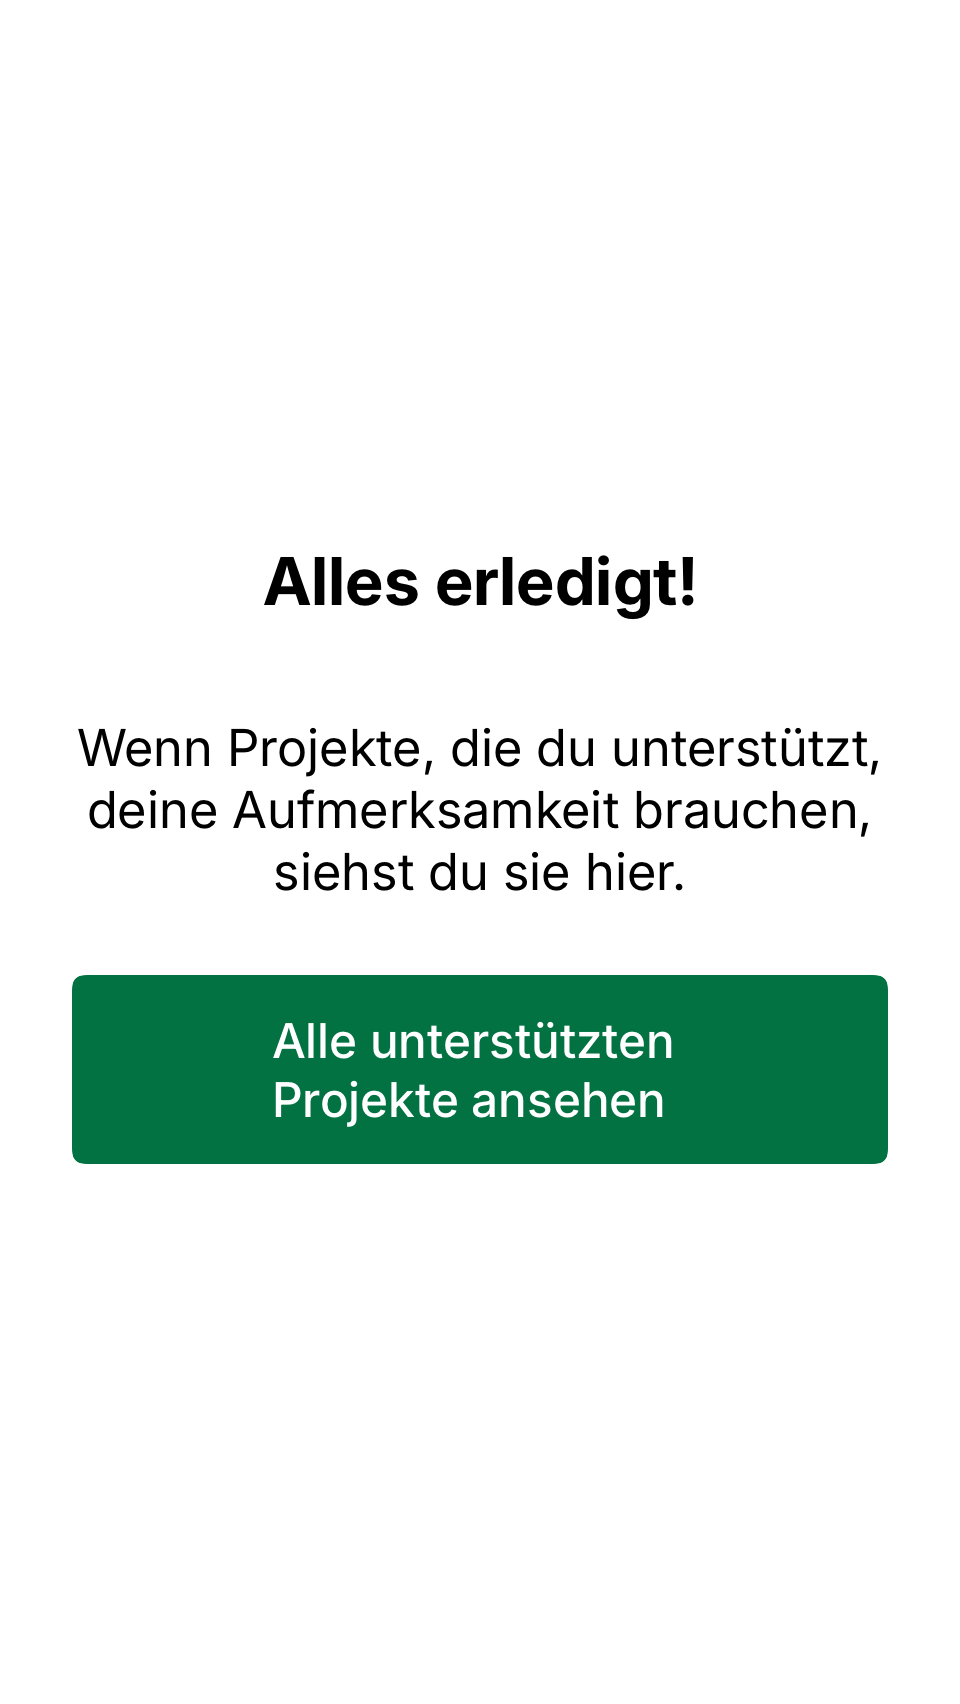 Alles erledigt!
Wenn Projekte, die du unterstützt,
deine Aufmerksamkeit brauchen,
siehst du sie hier.
Alle unterstützten
Projekte ansehen